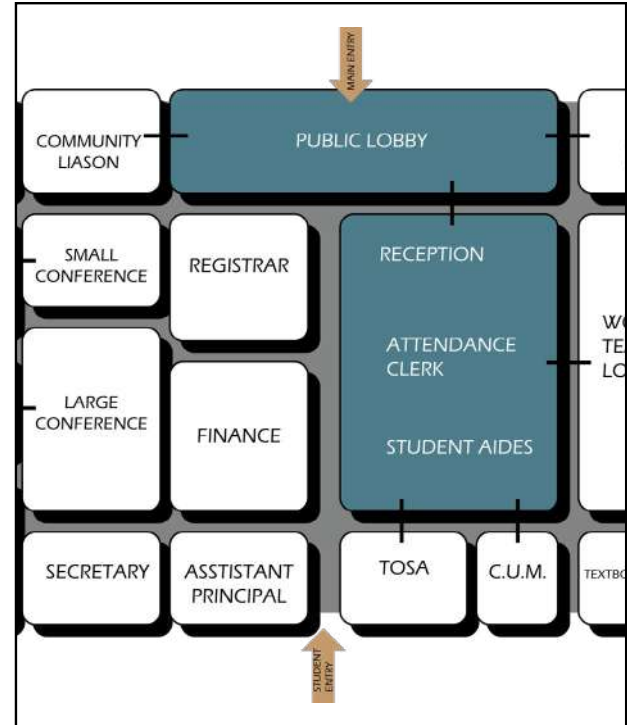 MAIN ENTRY
COMMUNITY
LIASON
PUBLIC LOBBY
SMALL
CONFERENCE
REGISTRAR
RECEPTION
ATTENDANCE
CLERK
STUDENT AIDES
LARGE
CONFERENCE
FINANCE
SECRETARY
ASSTISTANT
PRINCIPAL
TOSA
C.U.M.
STUDENT
ENTRY